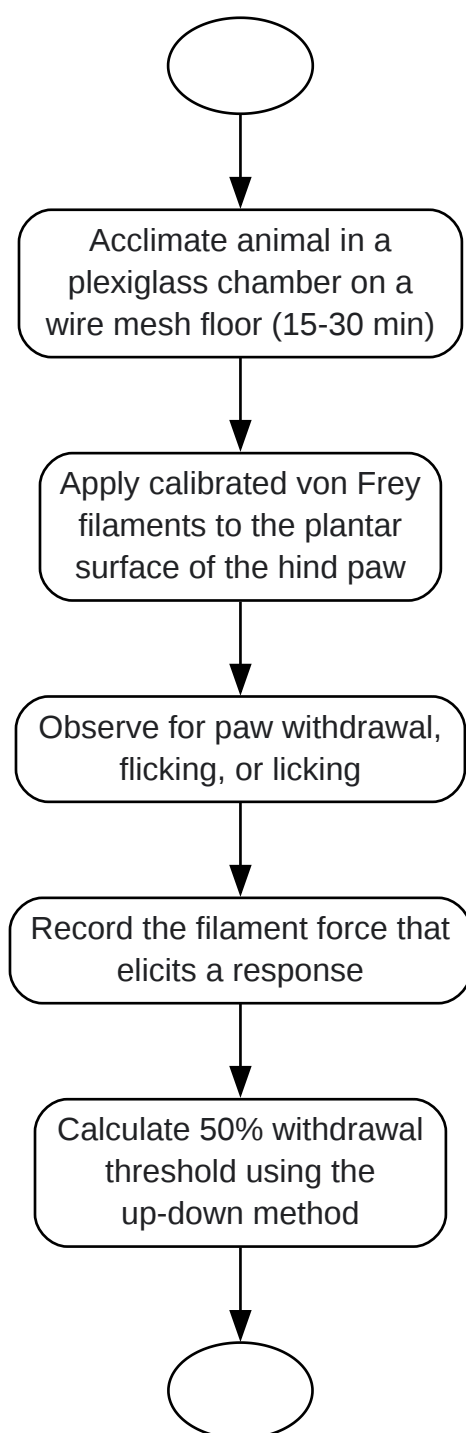 Acclimate animal in a
plexiglass chamber on a
wire mesh floor (15-30 min)
Apply calibrated von Frey
filaments to the plantar
surface of the hind paw
Observe for paw withdrawal,
flicking, or licking
Record the filament force that
elicits a response
Calculate 50% withdrawal
threshold using the
up-down method